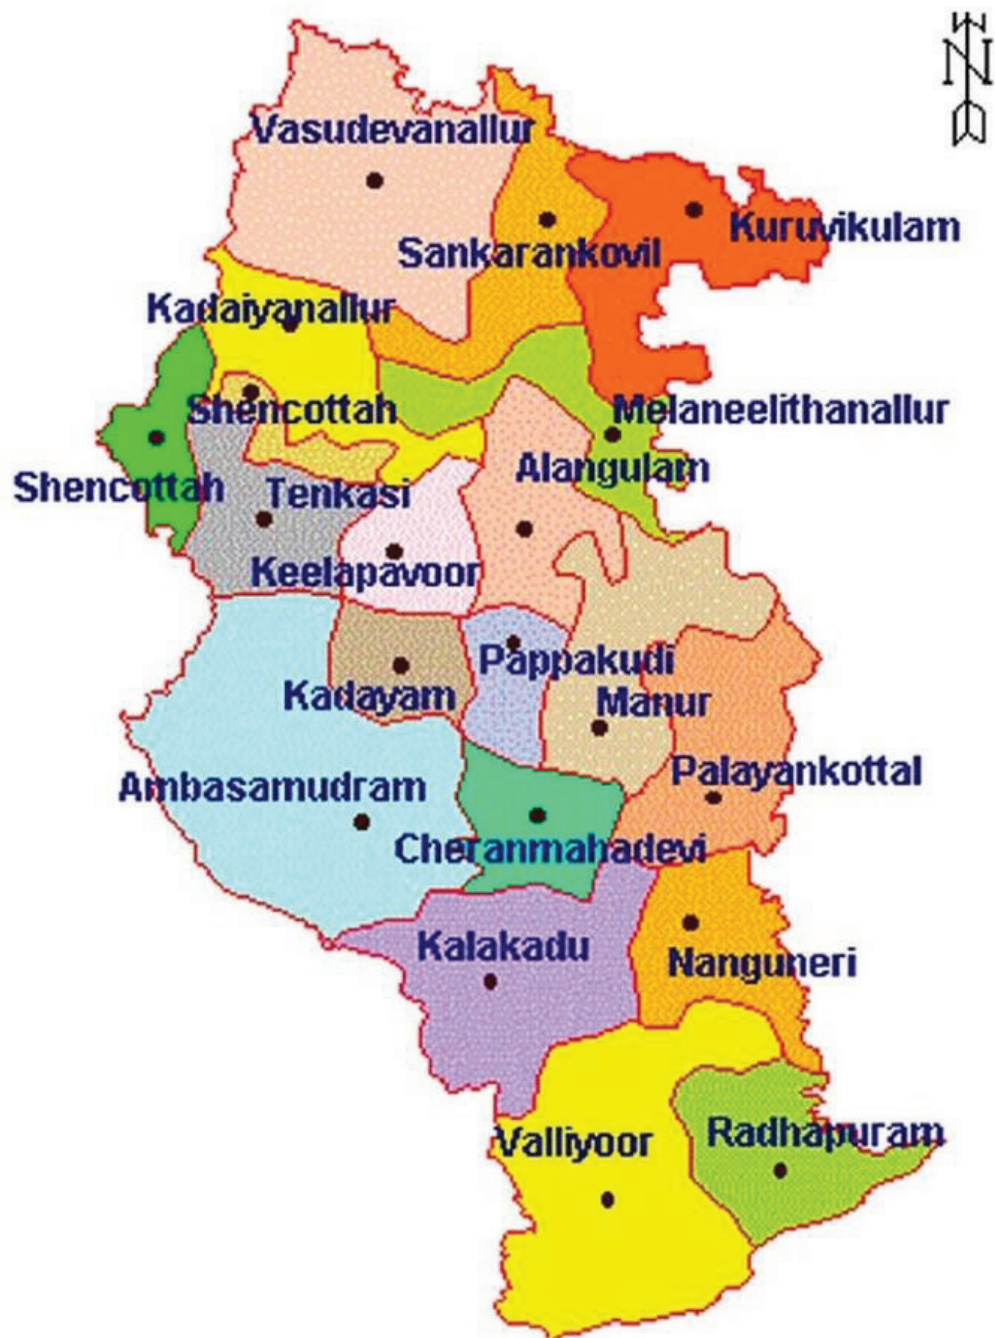 N
Vasudevanallur
Kuruvikulam
Sankarankovil
Kadaiyanallur
Shencottah
Melaneelithanallur
Alangulam
Shencottah
Tenkasi
Keelapavoor
Pappakudi
Kadayam
Manur
Palayankottal
Ambasamudram
Cheranmahadevi
Kalakadu
Nanguneri
Radhapuram
Valliyoor